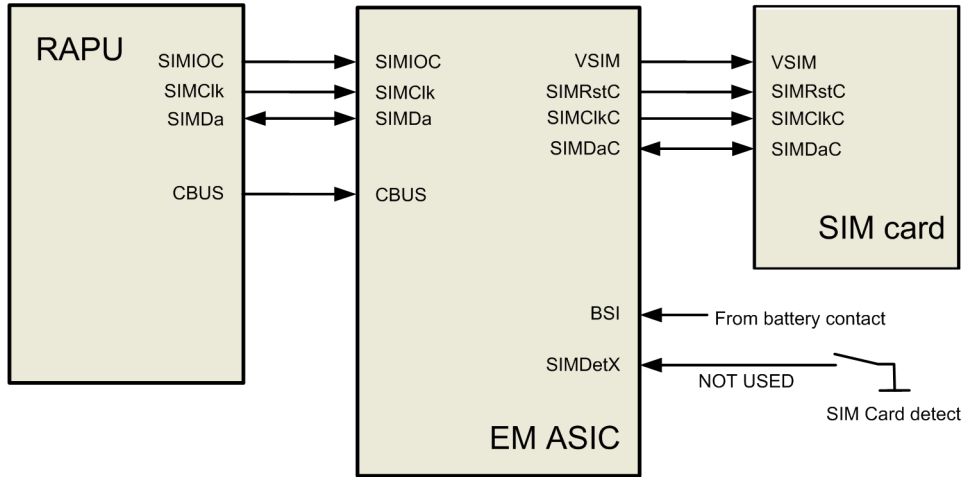 RAPU
SIMIOC
SIMClk
SIMDa
CBUS
SIMIOC
SIMClk
SIMDa
CBUS
VSIM
SIMRstC
SIMClkC
SIMDaC
BSI
SIMDetX
EM ASIC
VSIM
SIMRstC
SIMClkC
SIMDaC
SIM card
From battery contact
NOT USED
SIM Card detect